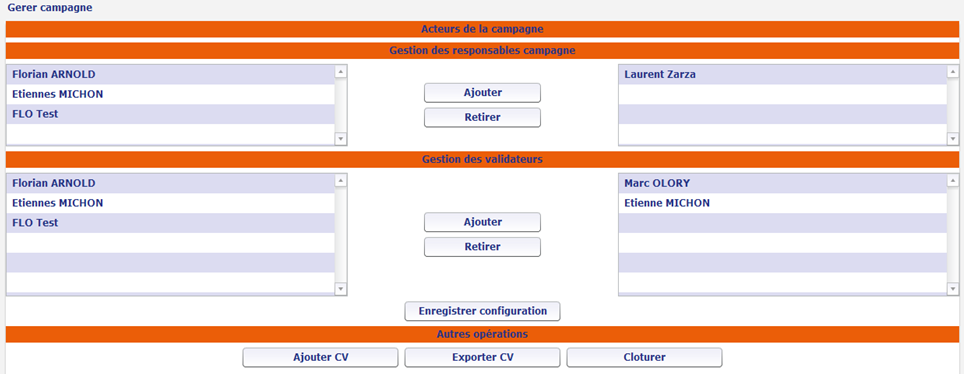 Gerer campagne
Acteurs de la campagne
Gestion des responsables campagne
Florian ARNOLD
Etiennes MICHON
FLO Test
Ajouter
Retirer
Laurent Zarza
Gestion des validateurs
Florian ARNOLD
Etiennes MICHON
FLO Test
Ajouter
Retirer
Marc OLORY
Etienne MICHON
Enregistrer configuration
Autres opérations
Ajouter CV
Exporter CV
Cloturer